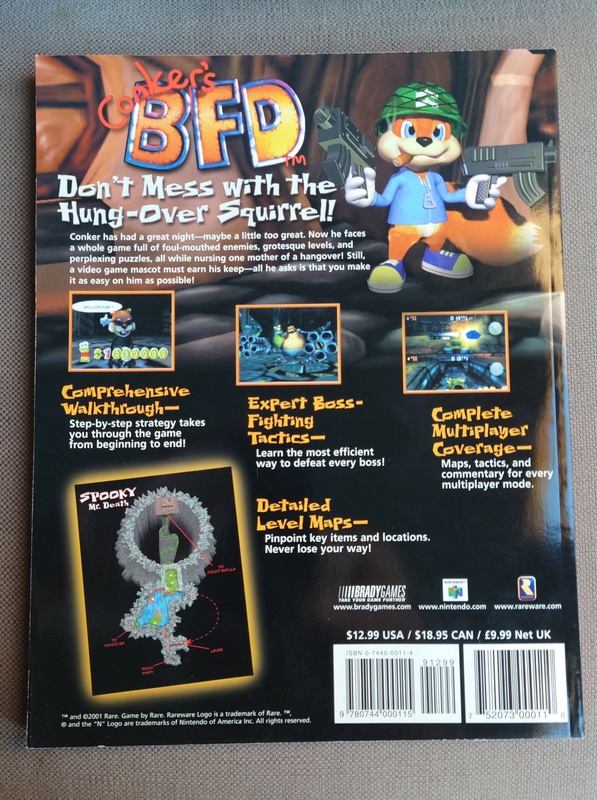 Conker's
BFD
TM
Don't Mess with the
Hung-Over Squirrel!
Conker has had a great night—maybe a little too great. Now he faces
a whole game full of foul-mouthed enemies, grotesque levels, and
perplexing puzzles, all while nursing one mother of a hangover! Still,
a video game mascot must earn his keep—all he asks is that you make
it as easy on him as possible!
$1000000
Comprehensive
Walkthrough—
Step-by-step strategy takes
you through the game
from beginning to end!
Expert Boss-
Fighting
Tactics—
Learn the most efficient
way to defeat every boss!
Complete
Multiplayer
Coverage—
Maps, tactics, and
commentary for every
multiplayer mode.
SPOOKY
Mr. Death
TO
COUNT BATULA
TO
WINDOWS
LEVER
FROM
Detailed
Level Maps—
Pinpoint key items and locations.
Never lose your way!
BRADYGAMES
TAKE YOUR GAME FURTHER
www.bradygames.com
NINTENDO
www.nintendo.com
www.rareware.com
$12.99 USA / $18.95 CAN / £9.99 Net UK
ISBN 0-7440-0011-4
91299
9 780744 000115
7 52073 00011 0
™ and ©2001 Rare. Game by Rare. Rareware Logo is a trademark of Rare. ™,
® and the "N" Logo are trademarks of Nintendo of America Inc. All rights reserved.